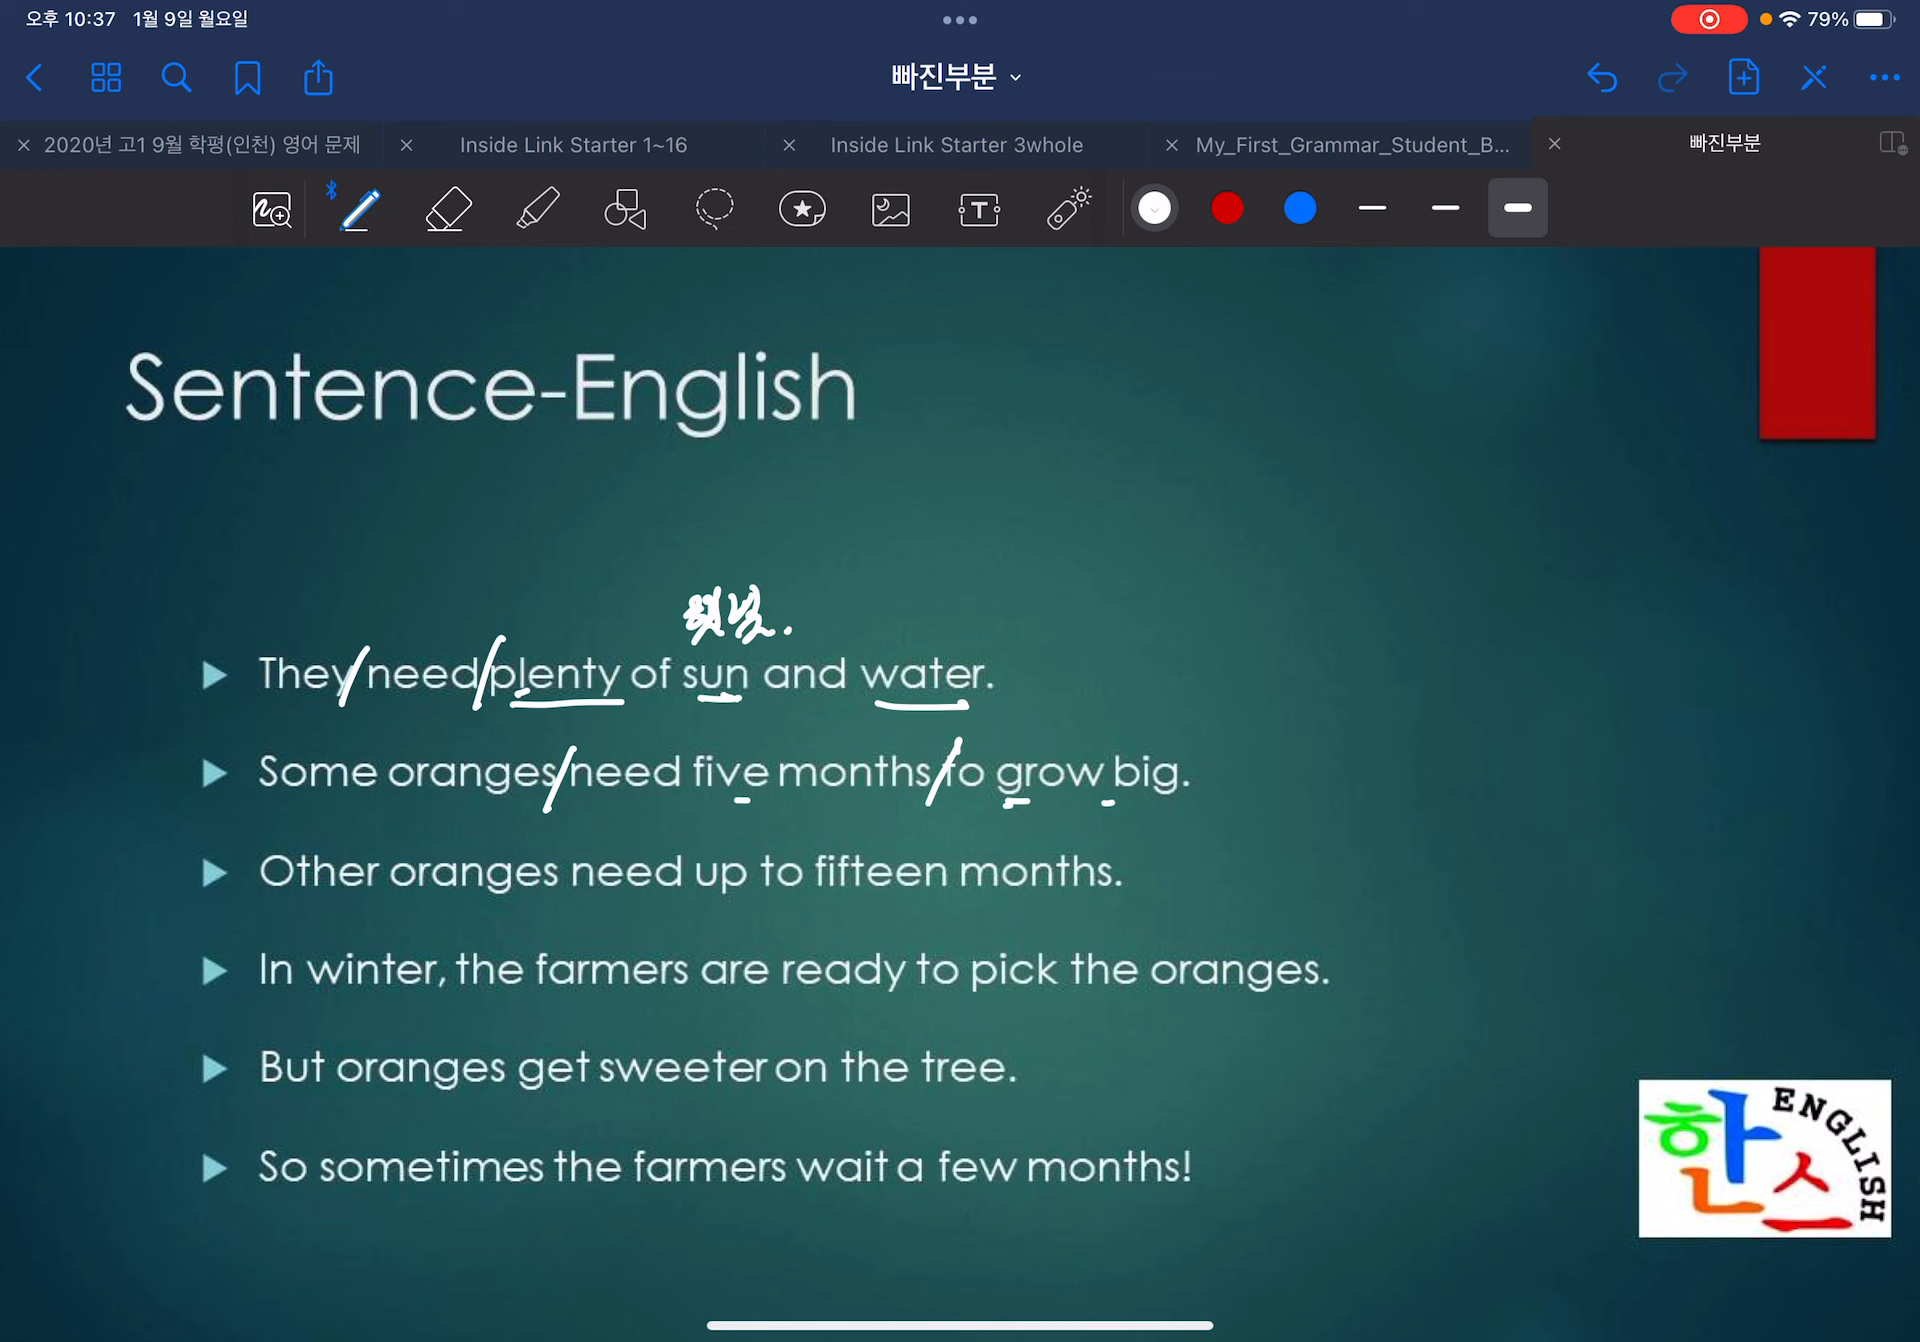 오후 10:37 1월 9일 월요일
79%
빠진부분
2020년 고1 9월 학평(인천) 영어 문제
Inside Link Starter 1~16
Inside Link Starter 3whole
My_First_Grammar_Student_B...
빠진부분
T
Sentence-English
햇빛.
They/need/plenty of sun and water.
Some oranges/need five months/to grow big.
Other oranges need up to fifteen months.
In winter, the farmers are ready to pick the oranges.
But oranges get sweeter on the tree.
So sometimes the farmers wait a few months!
한스 ENGLISH